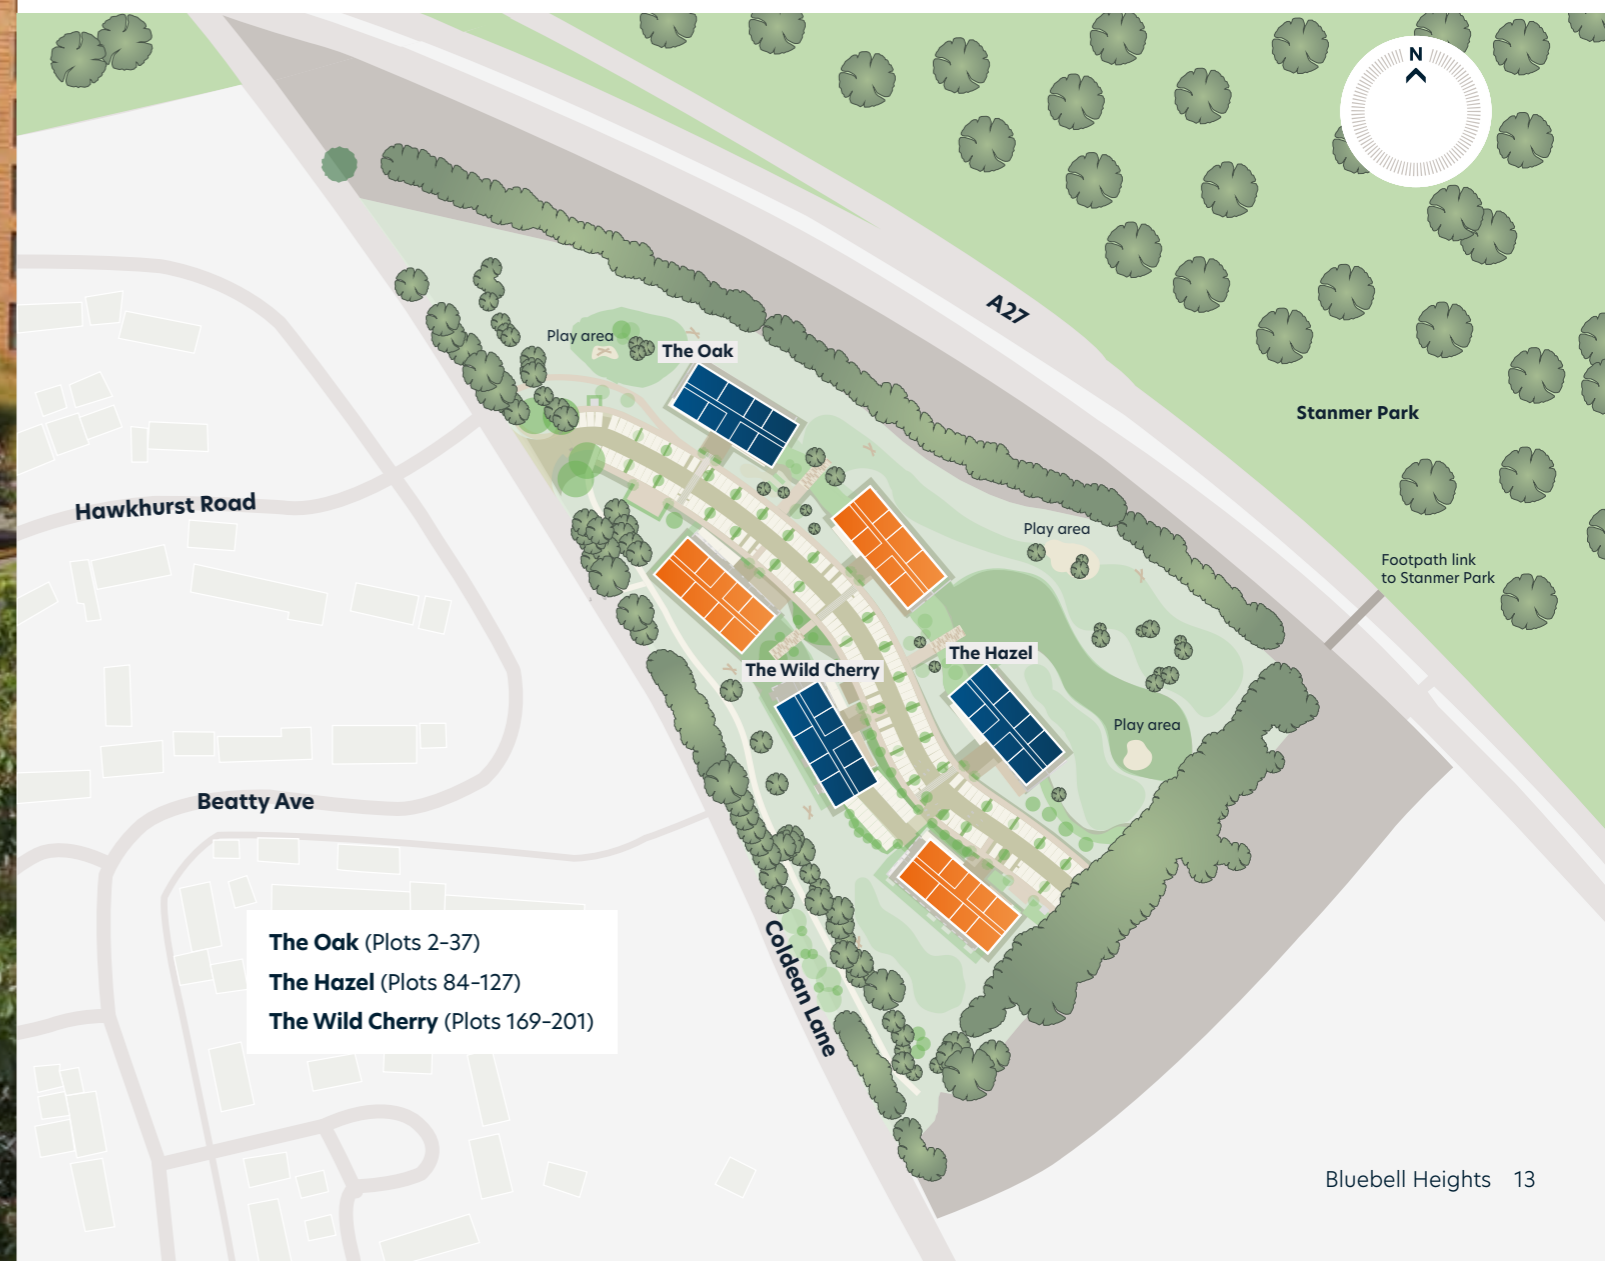 N
A27
Play area
The Oak
Stanmer Park
Hawkhurst Road
Play area
Footpath link
to Stanmer Park
The Hazel
The Wild Cherry
Play area
Beatty Ave
Coldean Lane
The Oak (Plots 2–37)
The Hazel (Plots 84–127)
The Wild Cherry (Plots 169–201)
Bluebell Heights 13